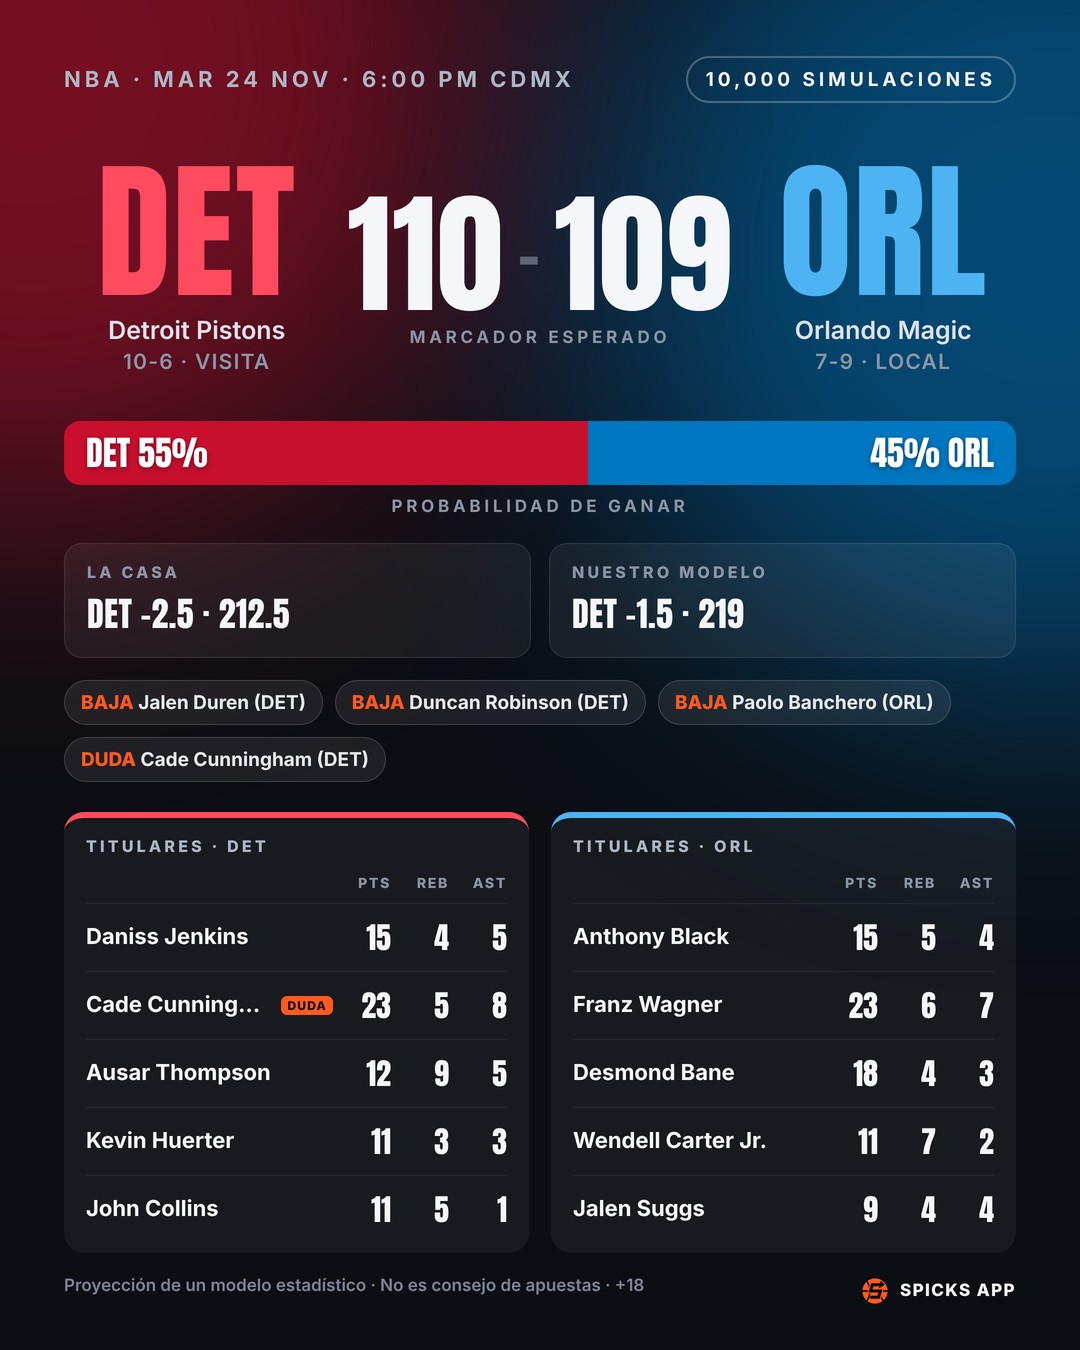 NBA · MAR 24 NOV · 6:00 PM CDMX
10,000 SIMULACIONES
DET 110 - 109 ORL
MARCADOR ESPERADO
Detroit Pistons
10-6 · VISITA
Orlando Magic
7-9 · LOCAL
DET 55%
45% ORL
PROBABILIDAD DE GANAR
LA CASA
DET -2.5 · 212.5
NUESTRO MODELO
DET -1.5 · 219
BAJA Jalen Duren (DET)
BAJA Duncan Robinson (DET)
BAJA Paolo Banchero (ORL)
DUDA Cade Cunningham (DET)
TITULARES · DET
PTS REB AST
Daniss Jenkins 15 4 5
Cade Cunning... DUDA 23 5 8
Ausar Thompson 12 9 5
Kevin Huerter 11 3 3
John Collins 11 5 1
TITULARES · ORL
PTS REB AST
Anthony Black 15 5 4
Franz Wagner 23 6 7
Desmond Bane 18 4 3
Wendell Carter Jr. 11 7 2
Jalen Suggs 9 4 4
Proyección de un modelo estadístico · No es consejo de apuestas · +18
SPICKS APP